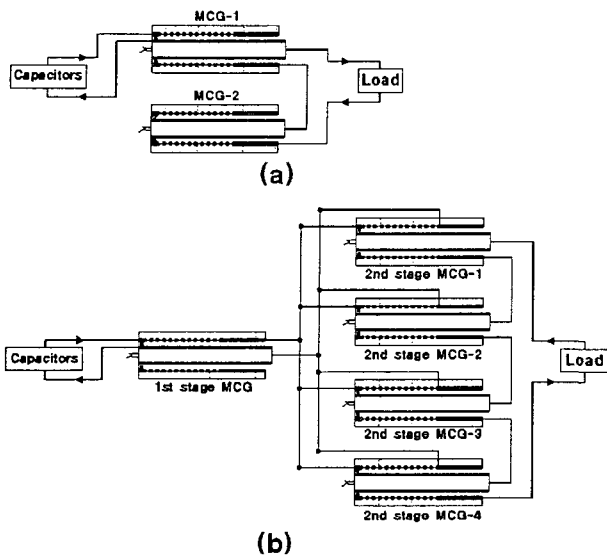 MCG-1
Capacitors
Load
MCG-2
(a)
2nd stage MCG-1
2nd stage MCG-2
Capacitors
1st stage MCG
Load
2nd stage MCG-3
2nd stage MCG-4
(b)